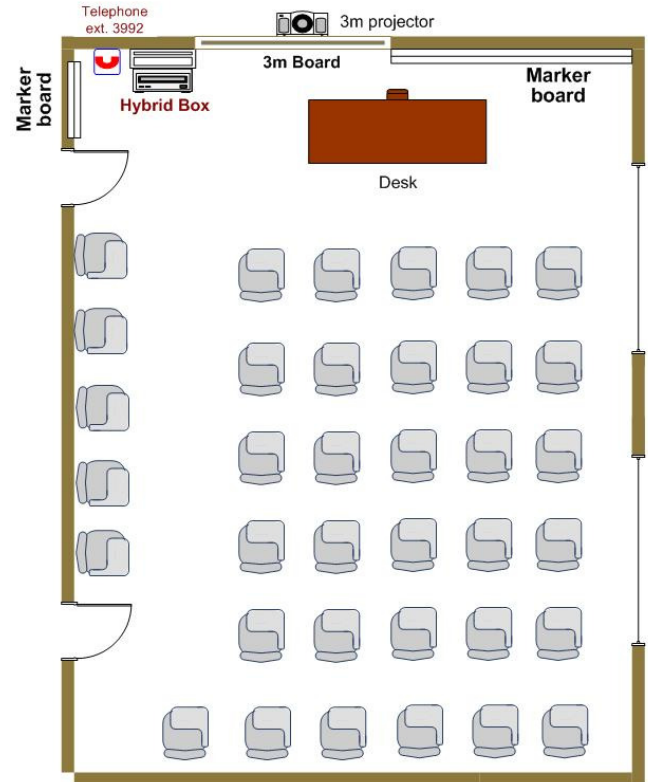 Telephone
ext. 3992
3m projector
3m Board
Marker
board
Hybrid Box
Marker
board
Desk